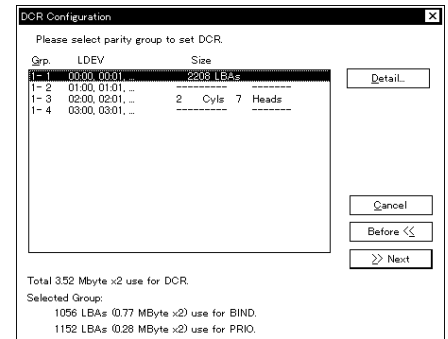 DCR Configuration
Please select parity group to set DCR.
Grp. LDEV Size
1- 1 00:00, 00:01, ... 2208 LBAs
1- 2 01:00, 01:01, ... --------- -------
1- 3 02:00, 02:01, ... 2 Cyls 7 Heads
1- 4 03:00, 03:01, ... --------- -------
Detail...
Cancel
Before <<
>> Next
Total 3.52 Mbyte x2 use for DCR.
Selected Group:
1056 LBAs (0.77 MByte x2) use for BIND.
1152 LBAs (0.28 MByte x2) use for PRIO.